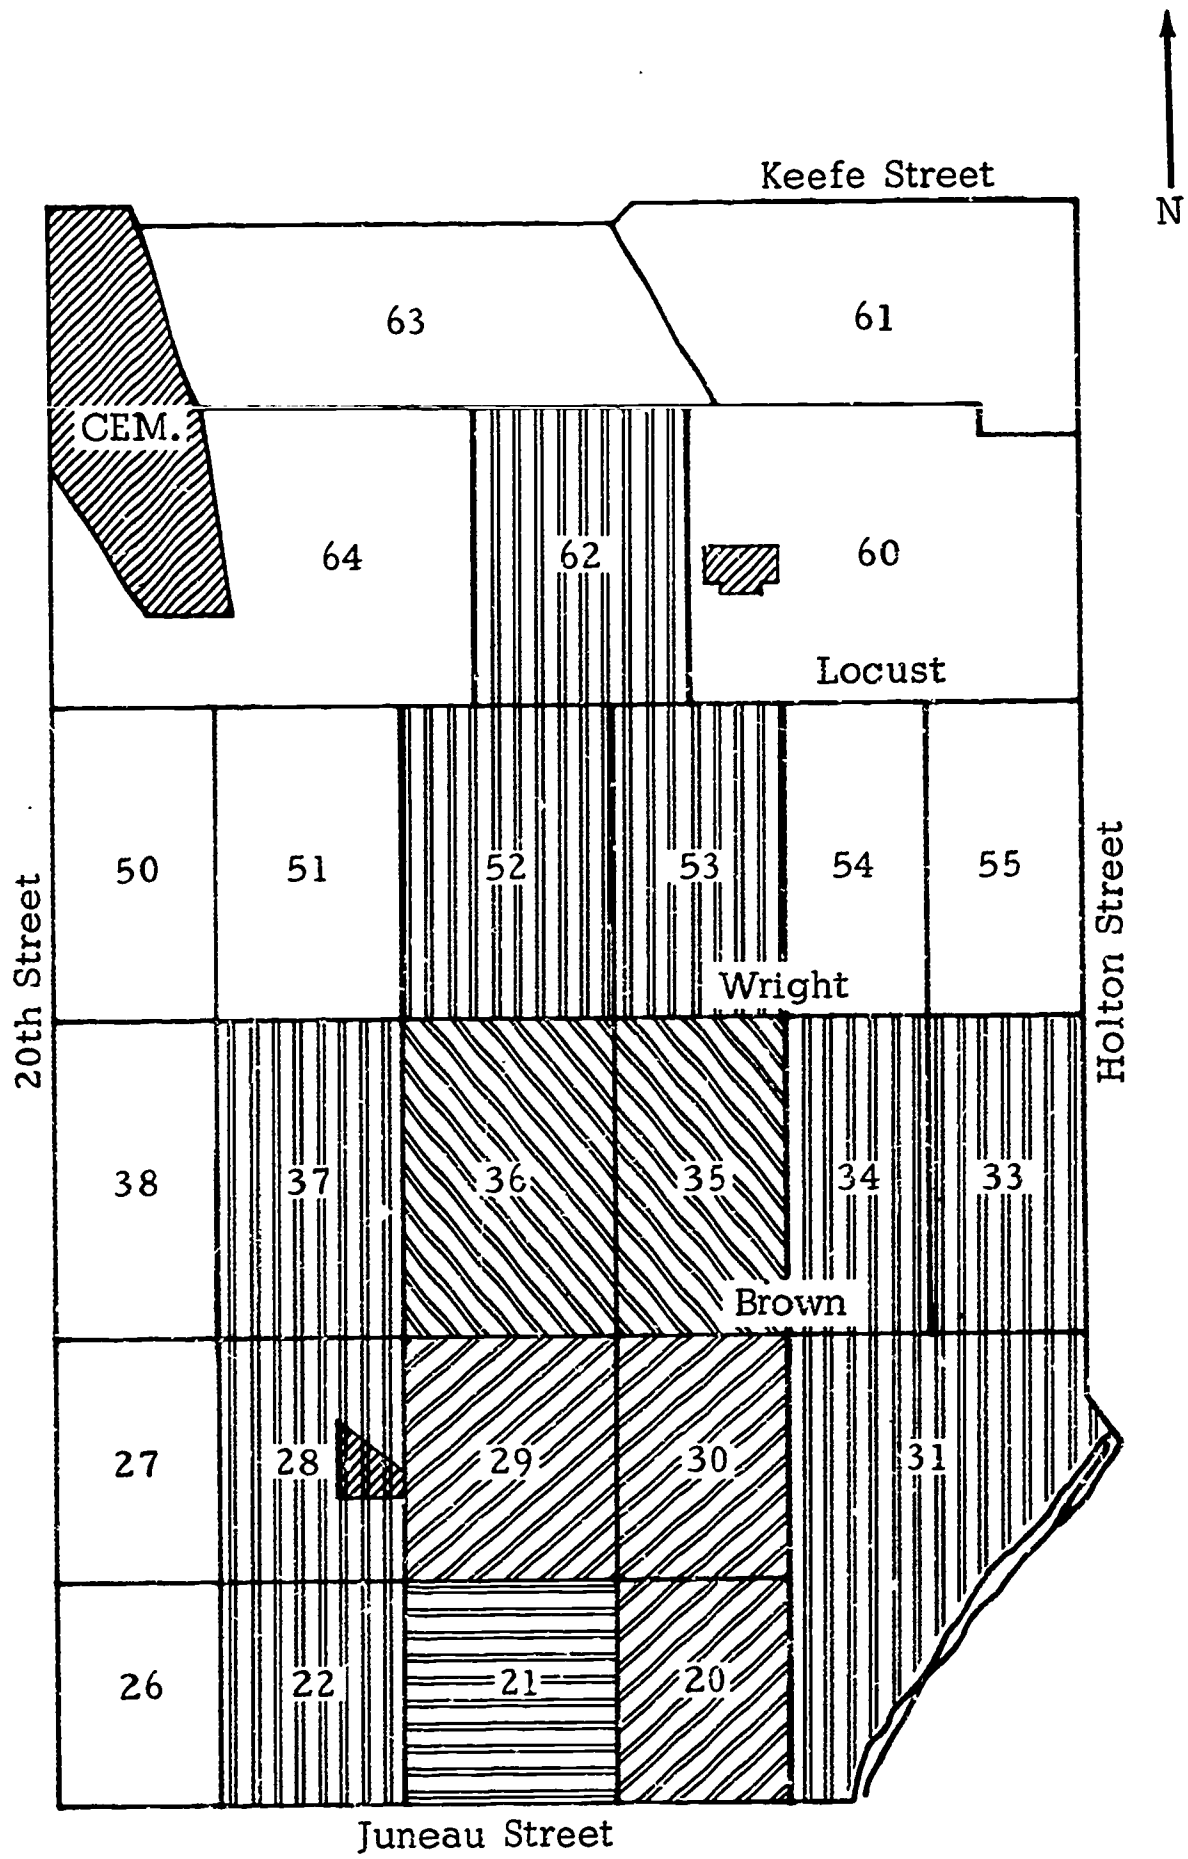 Keefe Street
N
63 61
CEM.
64 62 60
Locust
50 51 52 53 54 55
20th Street
Holton Street
Wright
38 37 36 35 34 33
Brown
27 28 29 30 31
26 22 21 20
Juneau Street